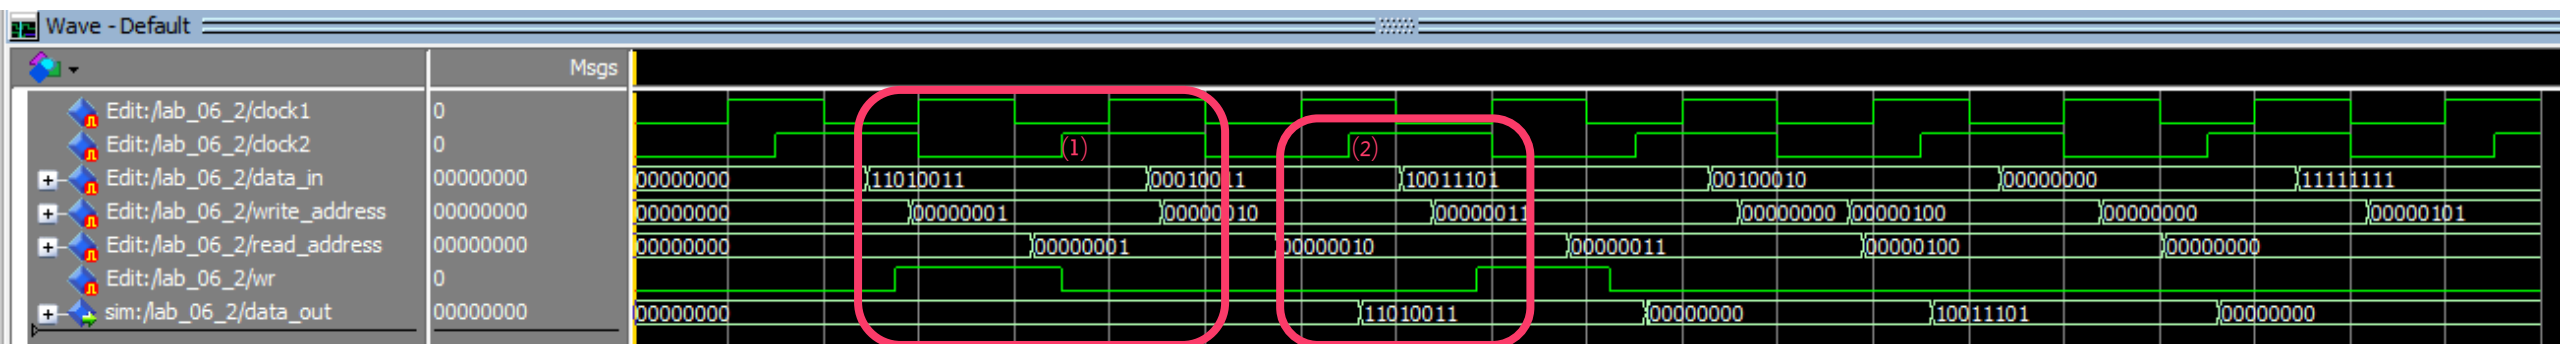 Wave - Default
Msgs
Edit:/lab_06_2/clock1 0
Edit:/lab_06_2/clock2 0 (1) (2)
Edit:/lab_06_2/data_in 00000000 00000000 11010011 00010011 10011101 00100010 00000000 11111111
Edit:/lab_06_2/write_address 00000000 00000000 00000001 00000010 00000011 00000000 00000100 00000000 00000101
Edit:/lab_06_2/read_address 00000000 00000000 00000001 00000010 00000011 00000100 00000000
Edit:/lab_06_2/wr 0
sim:/lab_06_2/data_out 00000000 00000000 11010011 00000000 10011101 00000000